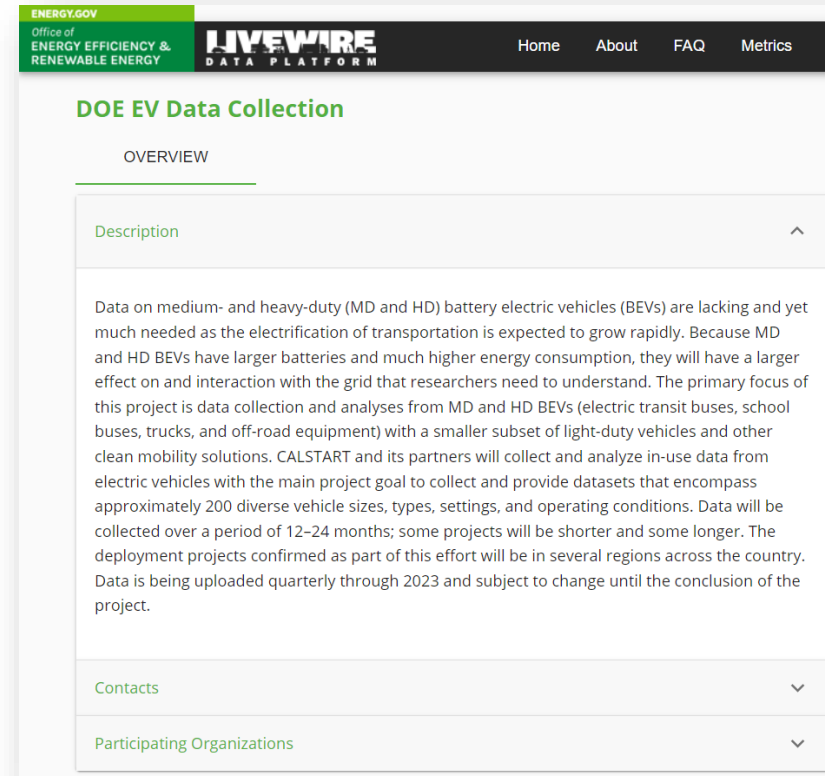 ENERGY.GOV
Office of
ENERGY EFFICIENCY &
RENEWABLE ENERGY
LIVEWIRE
DATA PLATFORM
Home About FAQ Metrics
DOE EV Data Collection
OVERVIEW
Description
Data on medium- and heavy-duty (MD and HD) battery electric vehicles (BEVs) are lacking and yet
much needed as the electrification of transportation is expected to grow rapidly. Because MD
and HD BEVs have larger batteries and much higher energy consumption, they will have a larger
effect on and interaction with the grid that researchers need to understand. The primary focus of
this project is data collection and analyses from MD and HD BEVs (electric transit buses, school
buses, trucks, and off-road equipment) with a smaller subset of light-duty vehicles and other
clean mobility solutions. CALSTART and its partners will collect and analyze in-use data from
electric vehicles with the main project goal to collect and provide datasets that encompass
approximately 200 diverse vehicle sizes, types, settings, and operating conditions. Data will be
collected over a period of 12–24 months; some projects will be shorter and some longer. The
deployment projects confirmed as part of this effort will be in several regions across the country.
Data is being uploaded quarterly through 2023 and subject to change until the conclusion of the
project.
Contacts
Participating Organizations